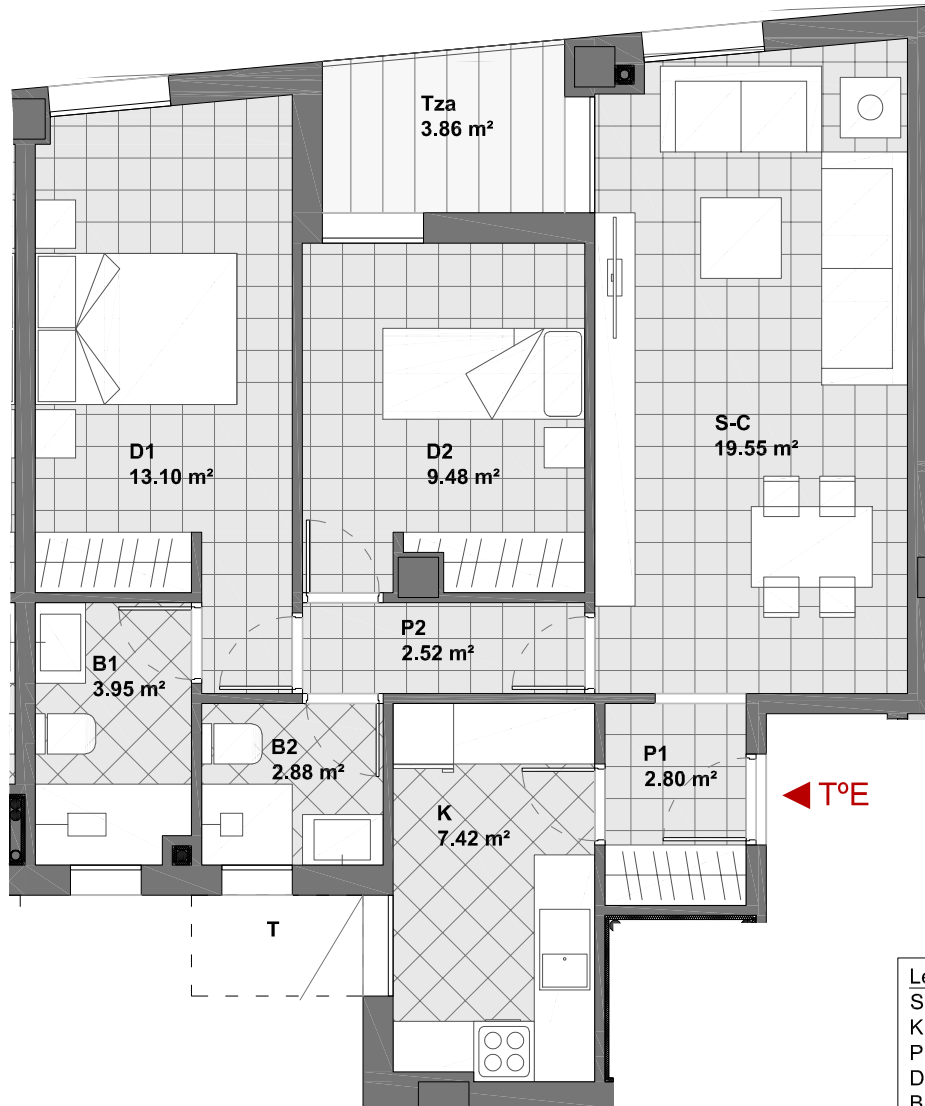 Tza
3.86 m²
D1
13.10 m²
D2
9.48 m²
S-C
19.55 m²
P2
2.52 m²
B1
3.95 m²
B2
2.88 m²
P1
2.80 m²
TºE
K
7.42 m²
T
Le
S
K
P
D
B